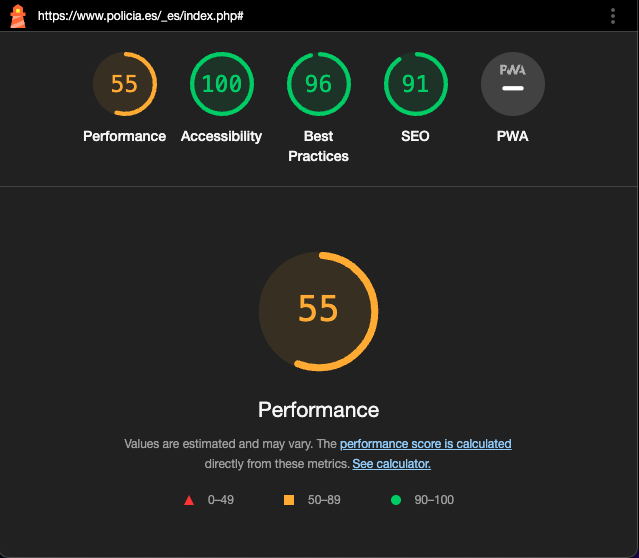 https://www.policia.es/_es/index.php#
55
100
96
91
PWA
Performance
Accessibility
Best
Practices
SEO
PWA
55
Performance
Values are estimated and may vary. The performance score is calculated
directly from these metrics. See calculator.
0–49
50–89
90–100